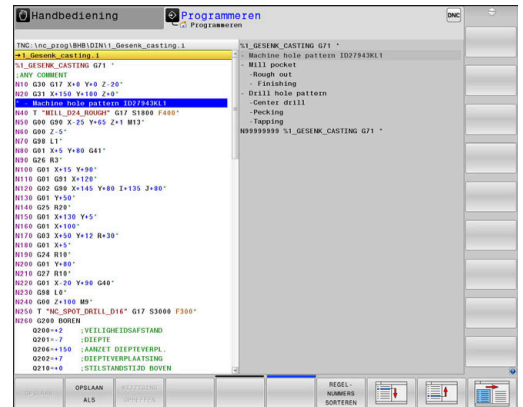 Handbediening
Programmeren
Programmeren
DNC
TNC:\nc_prog\BHB\DIN\1_Gesenk_casting.i
→1_Gesenk_casting.i
%1_GESENK_CASTING G71 *
;ANY COMMENT
N10 G30 G17 X+0 Y+0 Z-20*
N20 G31 X+150 Y+100 Z+0*
* - Machine hole pattern ID27943KL1
N40 T "MILL_D24_ROUGH" G17 S1800 F400*
N50 G00 G90 X-25 Y+65 Z+1 M13*
N60 G00 Z-5*
N70 G98 L1*
N80 G01 X+5 Y+80 G41*
N90 G26 R3*
N100 G01 X+15 Y+90*
N110 G01 G91 X+120*
N120 G02 G90 X+145 Y+80 I+135 J+80*
N130 G01 Y+50*
N140 G25 R20*
N150 G01 X+130 Y+5*
N160 G01 X+100*
N170 G03 X+50 Y+12 R+30*
N180 G01 X+5*
N190 G24 R10*
N200 G01 Y+80*
N210 G27 R10*
N220 G01 X-20 Y+90 G40*
N230 G98 L0*
N240 G00 Z+100 M9*
N250 T "NC_SPOT_DRILL_D16" G17 S3000 F300*
N260 G200 BOREN
Q200=+2 ;VEILIGHEIDSAFSTAND
Q201=-7 ;DIEPTE
Q206=+150 ;AANZET DIEPTEVERPL.
Q202=+7 ;DIEPTEVERPLAATSING
Q210=+0 ;STILSTANDSTIJD BOVEN
%1_GESENK_CASTING G71 *
- Machine hole pattern ID27943KL1
- Mill pocket
-Rough out
- Finishing
- Drill hole pattern
-Center drill
-Pecking
-Tapping
N99999999 %1_GESENK_CASTING G71 *
OPSLAAN
OPSLAAN
ALS
WIJZIGING
OPHEFFEN
REGEL-
NUMMERS
SORTEREN